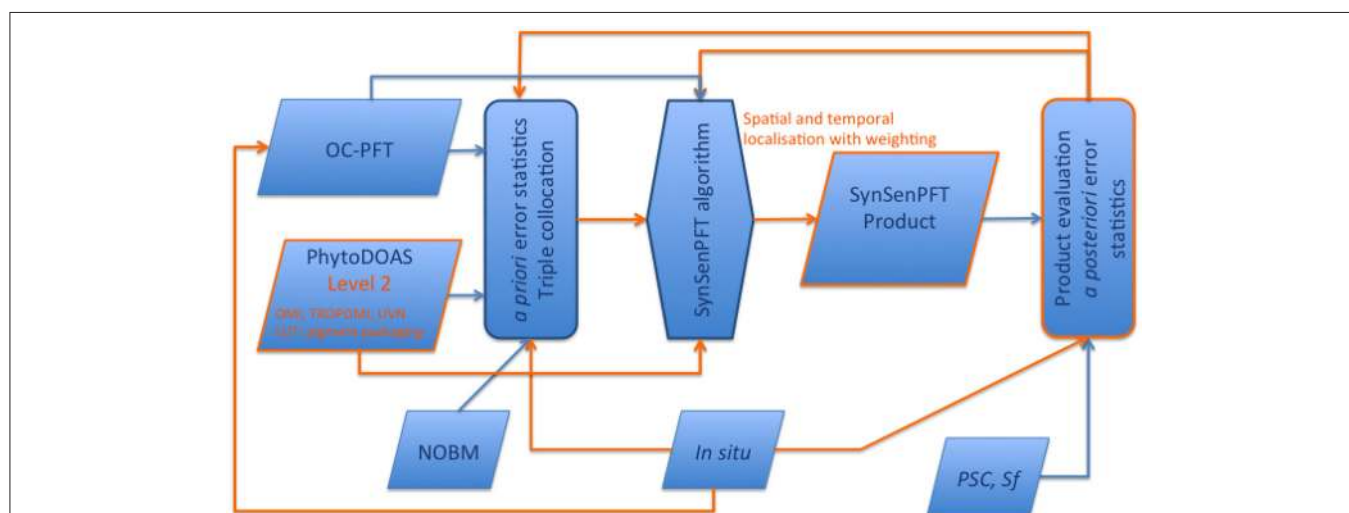 OC-PFT
PhytoDOAS
Level 2
OMI, TROPOMI, UVN
LUT: pigment packaging
a priori error statistics
Triple collocation
SynSenPFT algorithm
Spatial and temporal
localisation with weighting
SynSenPFT
Product
Product evaluation
a posteriori error
statistics
NOBM
In situ
PSC, Sf